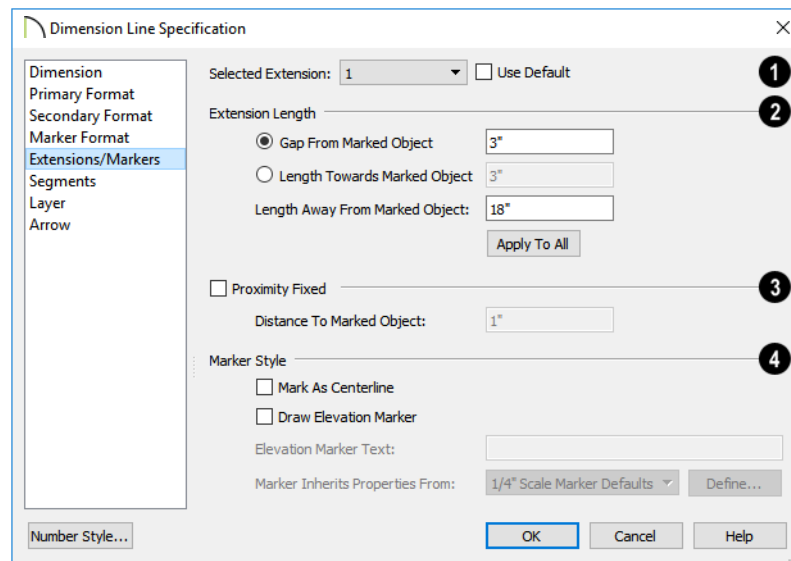 Dimension Line Specification
Dimension
Primary Format
Secondary Format
Marker Format
Extensions/Markers
Segments
Layer
Arrow
Selected Extension: 1 Use Default 1
Extension Length 2
Gap From Marked Object 3"
Length Towards Marked Object 3"
Length Away From Marked Object: 18"
Apply To All
Proximity Fixed 3
Distance To Marked Object: 1"
Marker Style 4
Mark As Centerline
Draw Elevation Marker
Elevation Marker Text:
Marker Inherits Properties From: 1/4" Scale Marker Defaults Define...
Number Style... OK Cancel Help